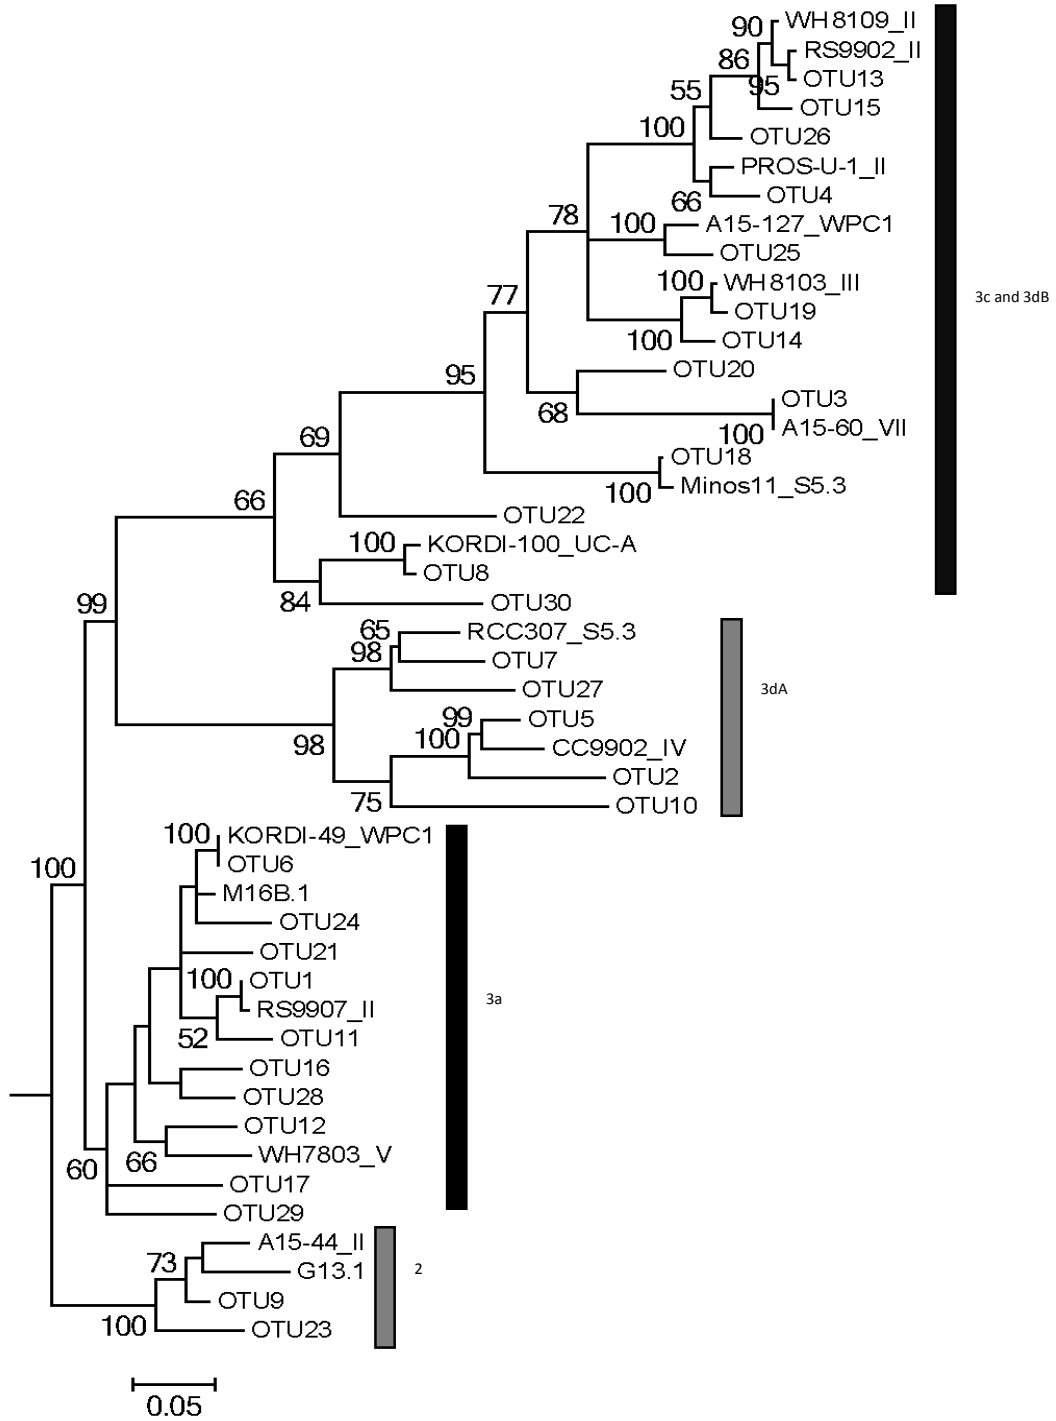 WH8109_II
90
RS9902_II
86
OTU13
95
55
OTU15
100
OTU26
PROS-U-1_II
OTU4
66
78
100
A15-127_WPC1
OTU25
100
WH8103_III
3c and 3dB
77
OTU19
100
OTU14
OTU20
95
OTU3
68
A15-60_VII
100
69
OTU18
Minos11_S5.3
100
66
OTU22
100
KORDI-100_UC-A
OTU8
84
OTU30
99
65
RCC307_S5.3
98
OTU7
3dA
OTU27
99
OTU5
98
100
CC9902_IV
OTU2
75
OTU10
100
KORDI-49_WPC1
100
OTU6
M16B.1
OTU24
OTU21
100
OTU1
3a
RS9907_II
52
OTU11
OTU16
OTU28
OTU12
WH7803_V
60
66
OTU17
OTU29
A15-44_II
73
G13.1
2
OTU9
100
OTU23
0.05